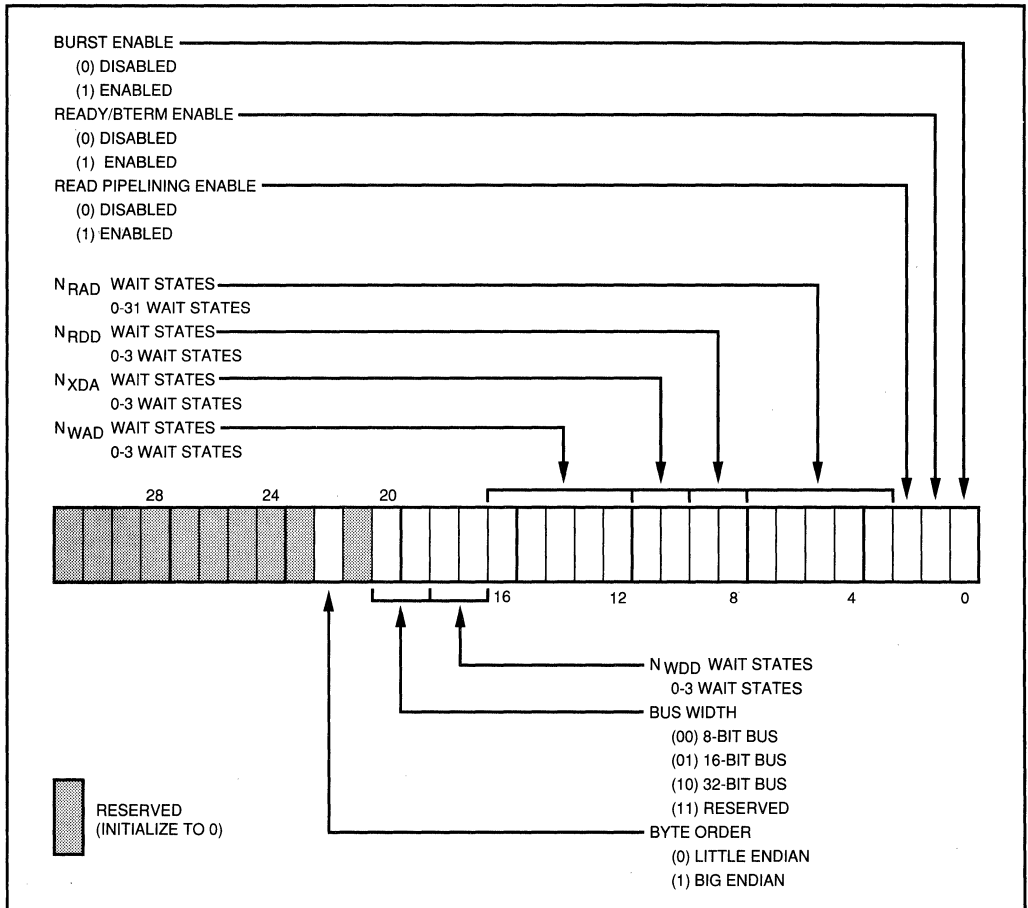 BURST ENABLE
(0) DISABLED
(1) ENABLED
READY/BTERM ENABLE
(0) DISABLED
(1) ENABLED
READ PIPELINING ENABLE
(0) DISABLED
(1) ENABLED
NRAD WAIT STATES
0-31 WAIT STATES
NRDD WAIT STATES
0-3 WAIT STATES
NXDA WAIT STATES
0-3 WAIT STATES
NWAD WAIT STATES
0-3 WAIT STATES
28 24 20
16 12 8 4 0
NWDD WAIT STATES
0-3 WAIT STATES
BUS WIDTH
(00) 8-BIT BUS
(01) 16-BIT BUS
(10) 32-BIT BUS
(11) RESERVED
BYTE ORDER
(0) LITTLE ENDIAN
(1) BIG ENDIAN
RESERVED
(INITIALIZE TO 0)